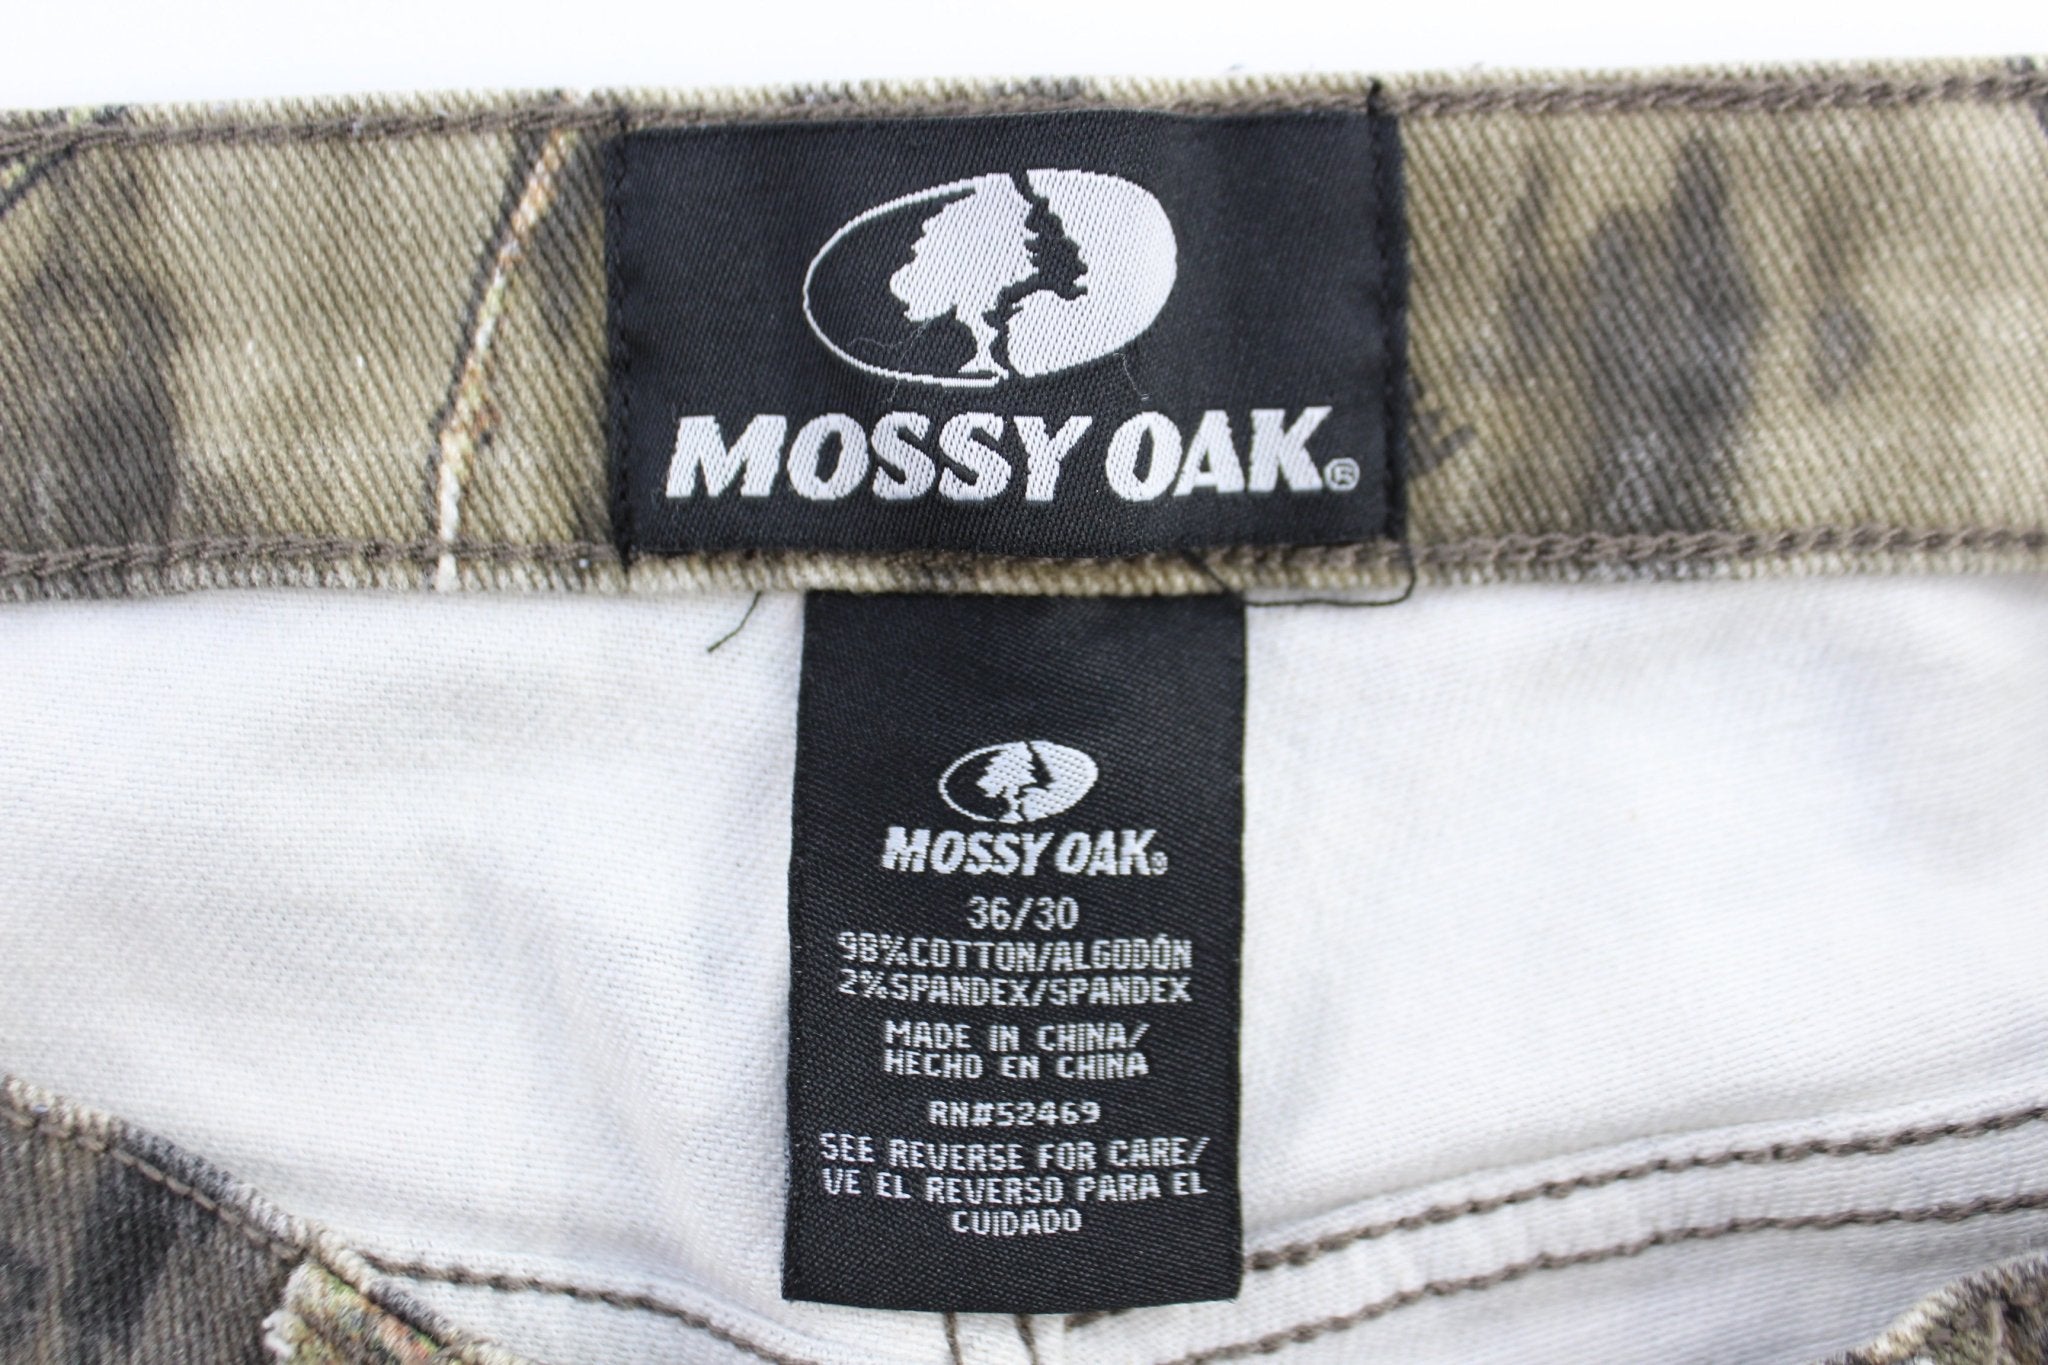 MOSSY OAK®
MOSSY OAK®
36/30
98%COTTON/ALGODÓN
2%SPANDEX/SPANDEX
MADE IN CHINA/
HECHO EN CHINA
RN#52469
SEE REVERSE FOR CARE/
VE EL REVERSO PARA EL
CUIDADO